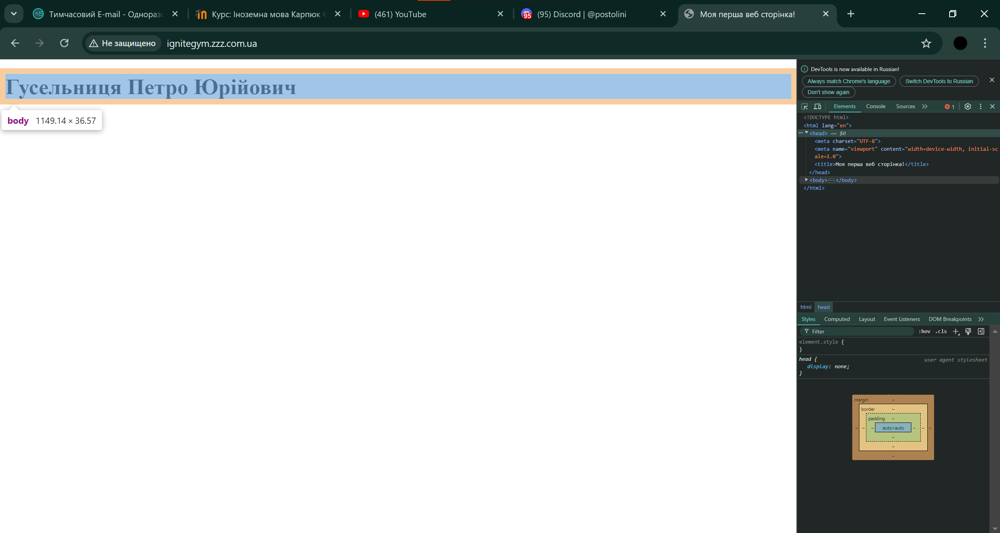 Тимчасовий E-mail - Одноразо
Курс: Іноземна мова Карпюк
(461) YouTube
95
(95) Discord | @postolini
Моя перша веб сторінка!
Не защищено
ignitegym.zzz.com.ua
Гусельниця Петро Юрійович
body 1149.14 × 36.57
DevTools is now available in Russian!
Always match Chrome's language
Switch DevTools to Russian
Don't show again
Elements
Console
Sources
1
<!DOCTYPE html>
<html lang="en">
<head> == $0
<meta charset="UTF-8">
<meta name="viewport" content="width=device-width, initial-sc
ale=1.0">
<title>Моя перша веб сторінка!</title>
</head>
<body>…</body>
</html>
html
head
Styles
Computed
Layout
Event Listeners
DOM Breakpoints
Filter
:hov
.cls
element.style {
}
head {
user agent stylesheet
display: none;
}
margin –
border –
padding –
– – – auto×auto – – –
–
–
–